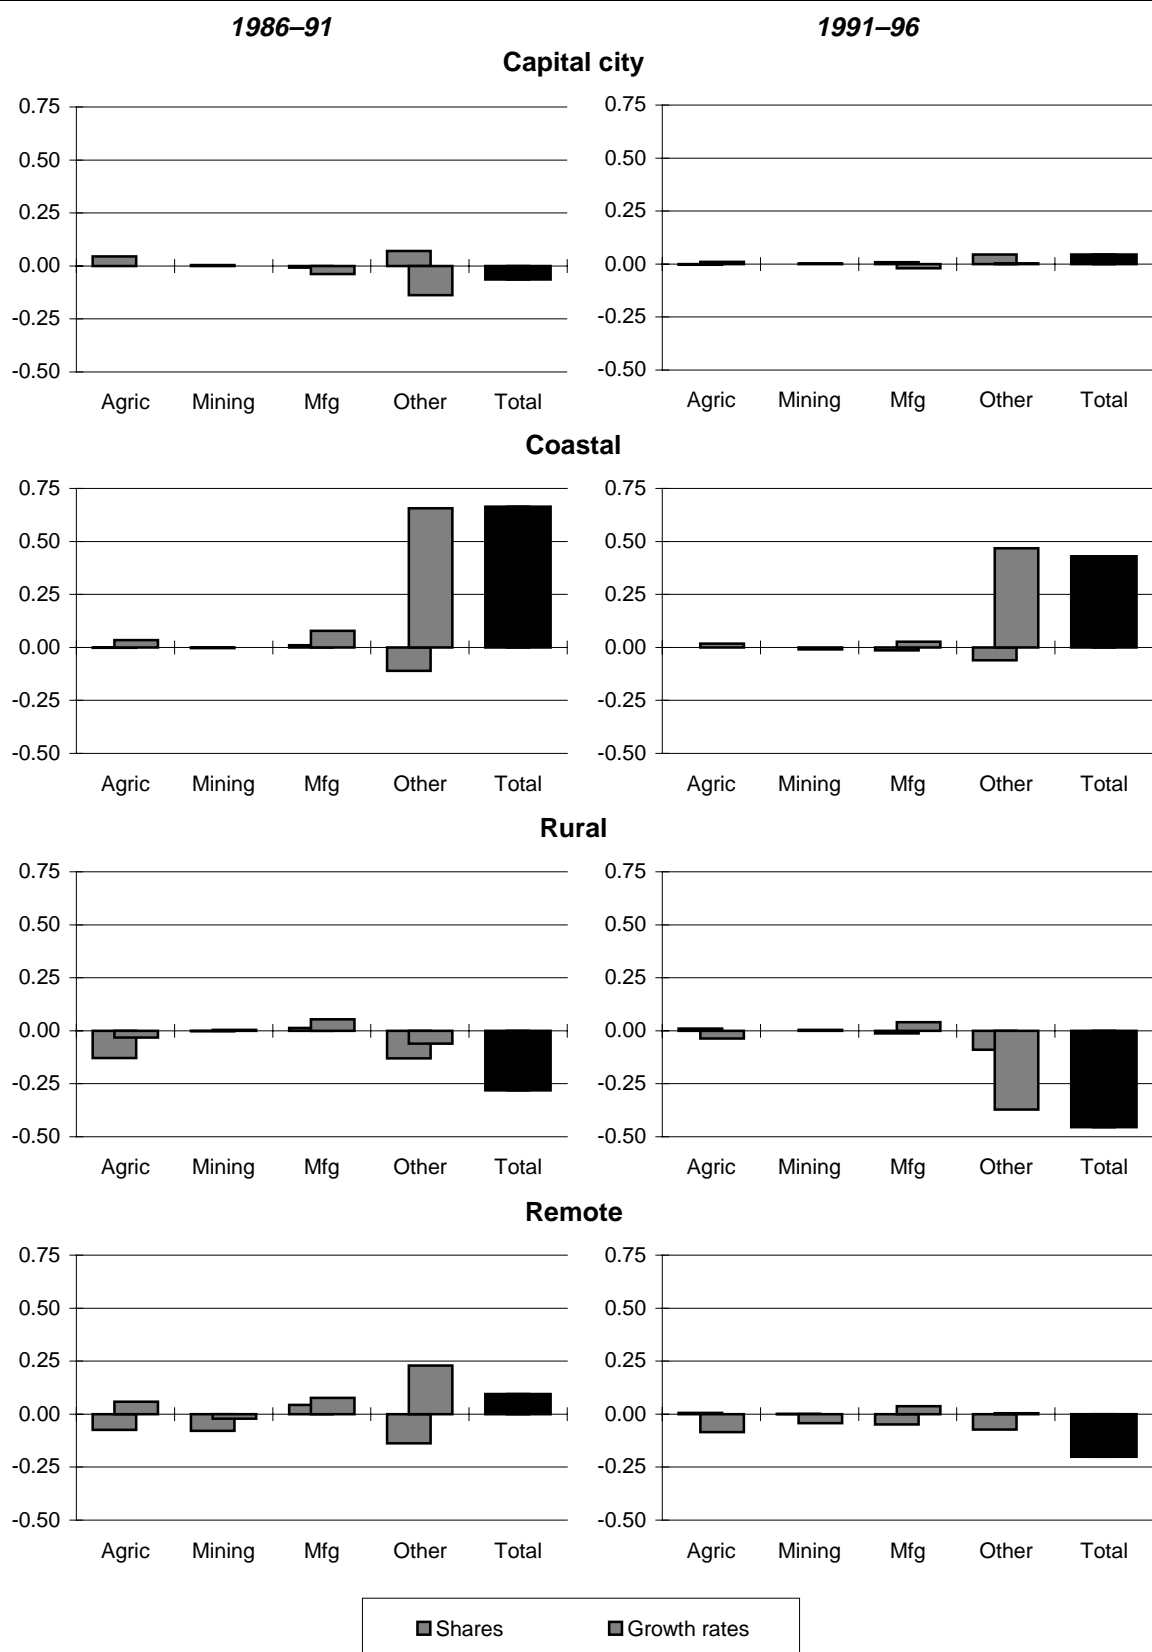 1986–91 1991–96
Capital city
0.75 0.75
0.50 0.50
0.25 0.25
0.00 0.00
-0.25 -0.25
-0.50 -0.50
Agric Mining Mfg Other Total Agric Mining Mfg Other Total
Coastal
0.75 0.75
0.50 0.50
0.25 0.25
0.00 0.00
-0.25 -0.25
-0.50 -0.50
Agric Mining Mfg Other Total Agric Mining Mfg Other Total
Rural
0.75 0.75
0.50 0.50
0.25 0.25
0.00 0.00
-0.25 -0.25
-0.50 -0.50
Agric Mining Mfg Other Total Agric Mining Mfg Other Total
Remote
0.75 0.75
0.50 0.50
0.25 0.25
0.00 0.00
-0.25 -0.25
-0.50 -0.50
Agric Mining Mfg Other Total Agric Mining Mfg Other Total
Shares Growth rates